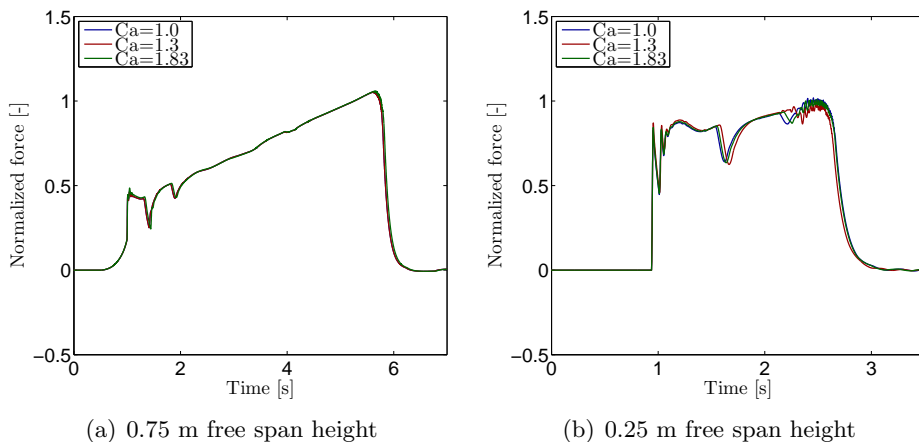 1.5
1
0.5
0
−0.5
Normalized force [-]
Ca=1.0
Ca=1.3
Ca=1.83
0
2
4
6
Time [s]
(a) 0.75 m free span height
1.5
1
0.5
0
−0.5
Normalized force [-]
Ca=1.0
Ca=1.3
Ca=1.83
0
1
2
3
Time [s]
(b) 0.25 m free span height